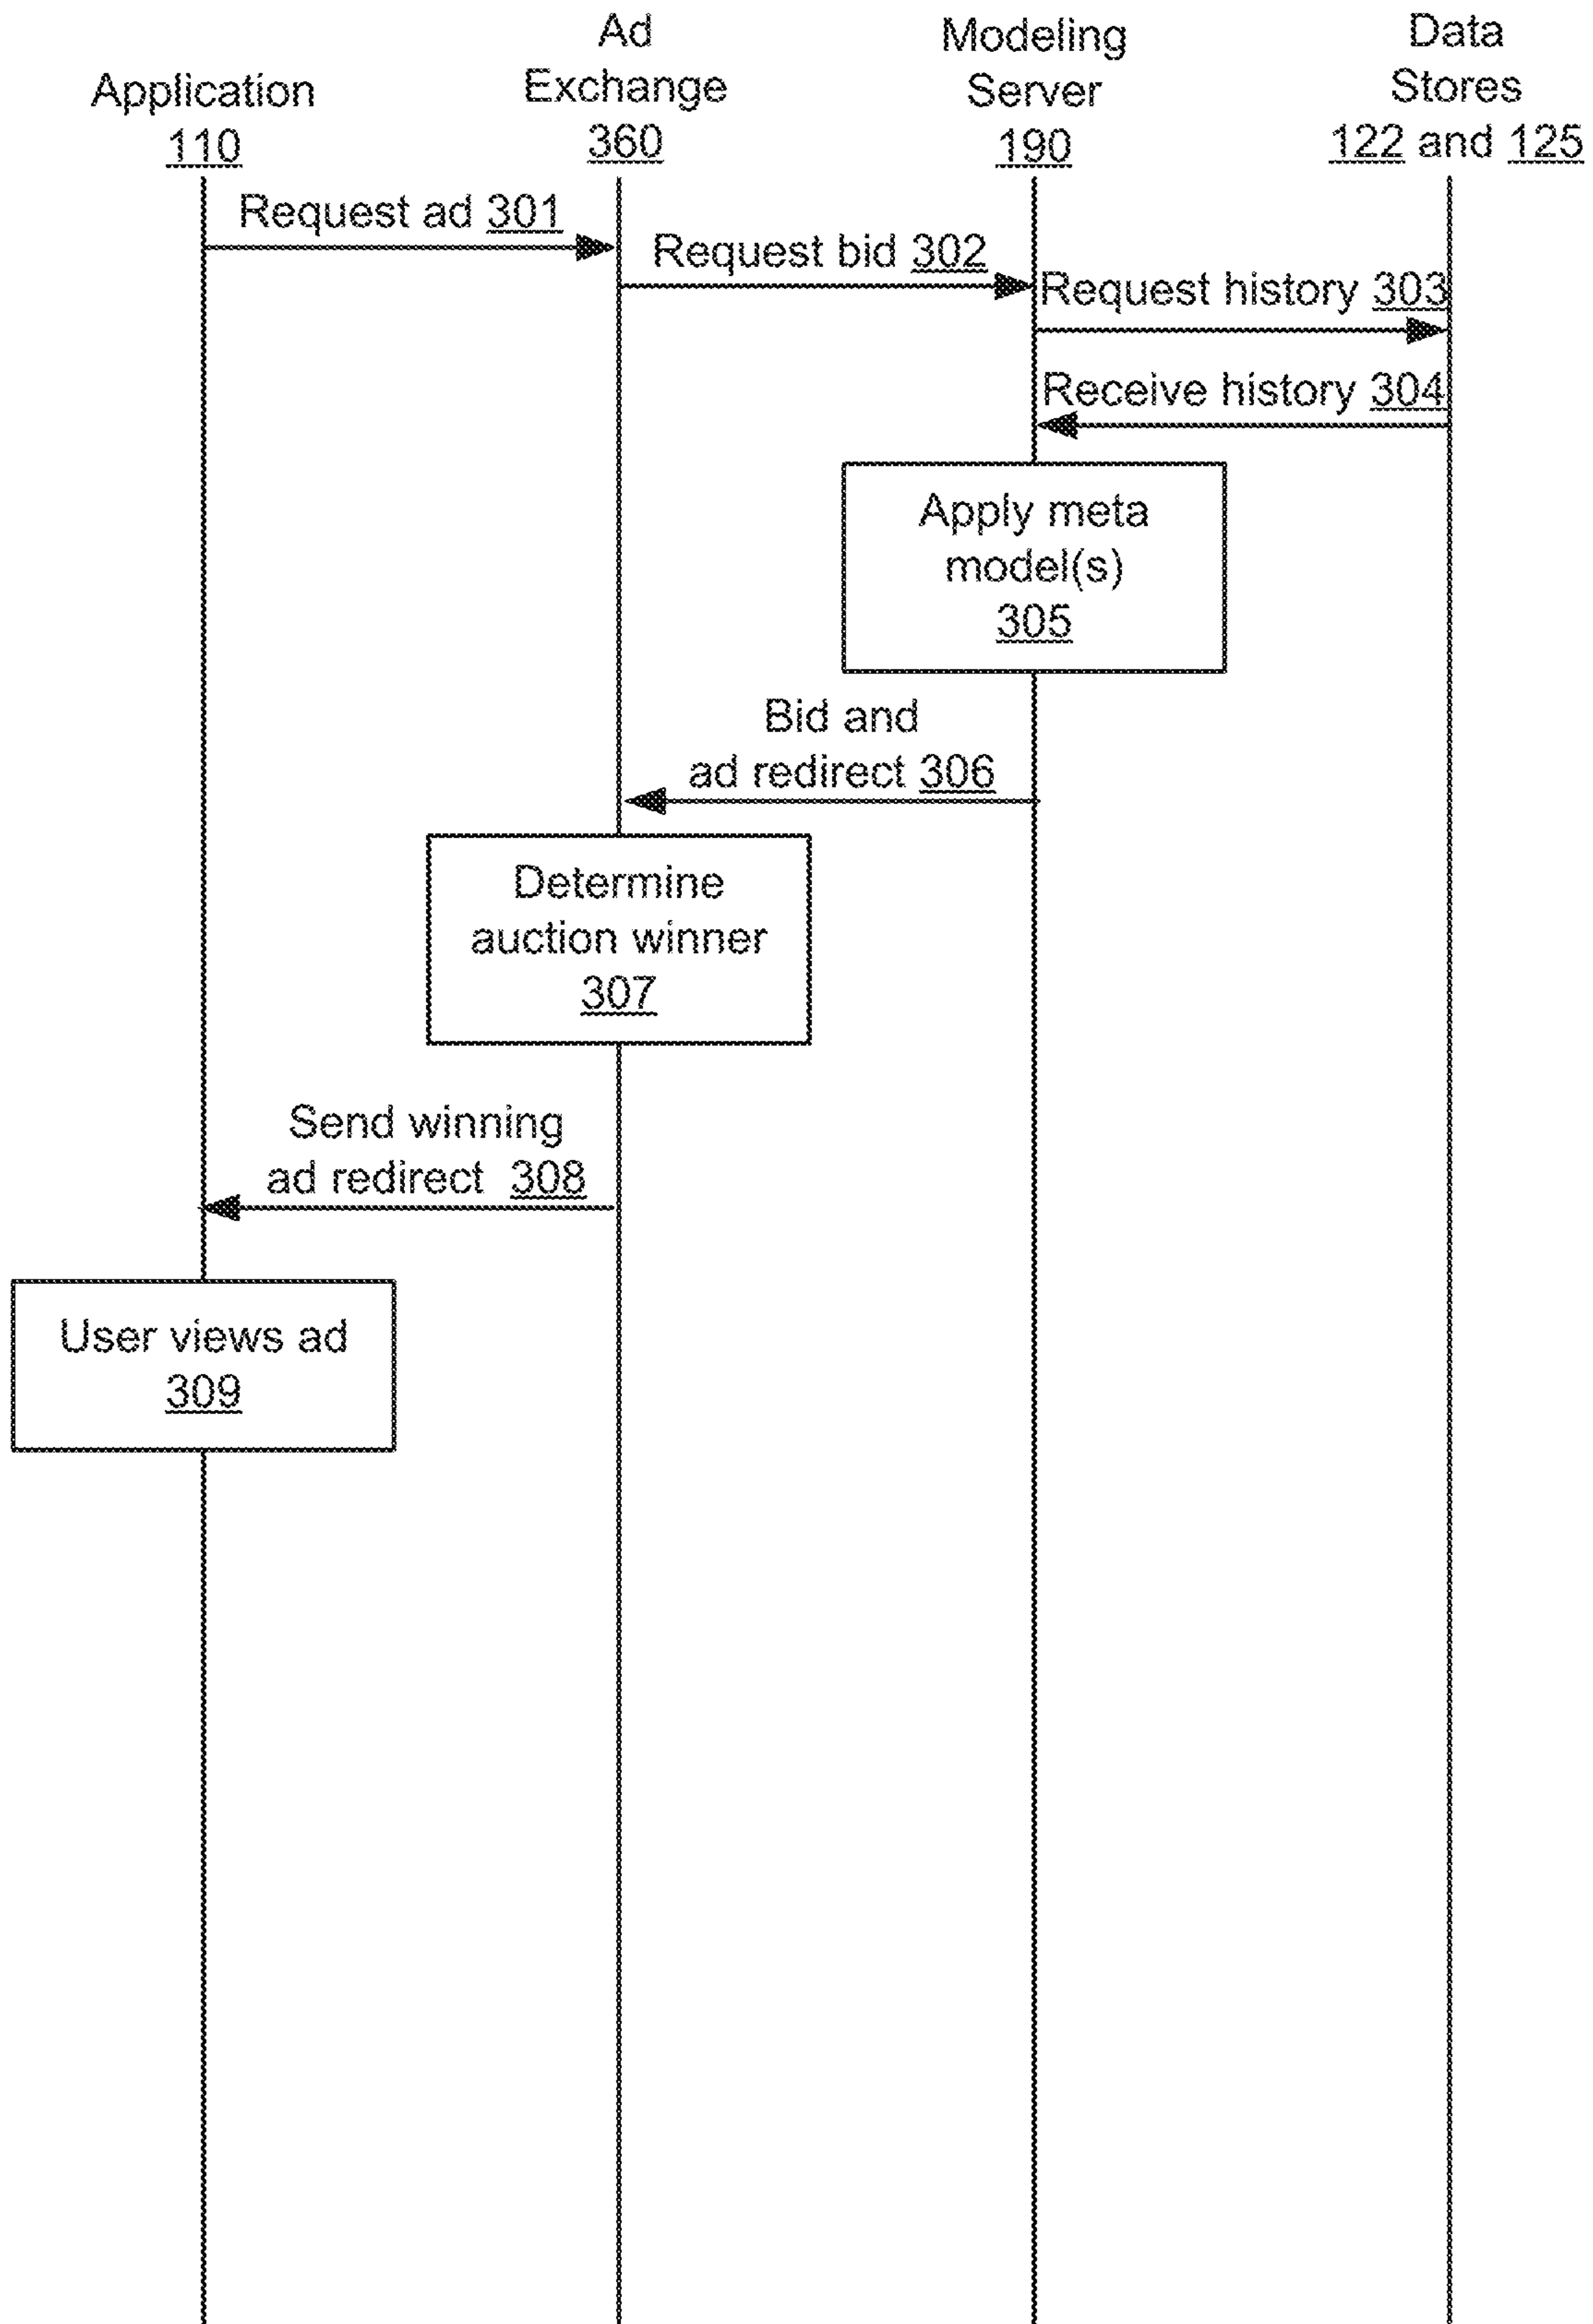 Application
110
Ad
Exchange
360
Modeling
Server
190
Data
Stores
122 and 125
Request ad 301
Request bid 302
Request history 303
Receive history 304
Apply meta
model(s)
305
Bid and
ad redirect 306
Determine
auction winner
307
Send winning
ad redirect 308
User views ad
309